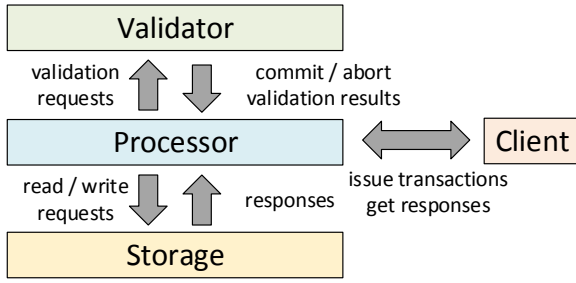 Validator
validation
requests
commit / abort
validation results
Processor
Client
read / write
requests
responses
issue transactions
get responses
Storage